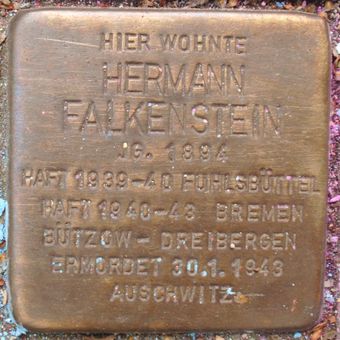 HIER WOHNTE
HERMANN
FALKENSTEIN
JG. 1894
HAFT 1939-40 FUHLSBÜTTEL
HAFT 1940-43 BREMEN
BÜTZOW - DREIBERGEN
ERMORDET 30.1.1943
AUSCHWITZ